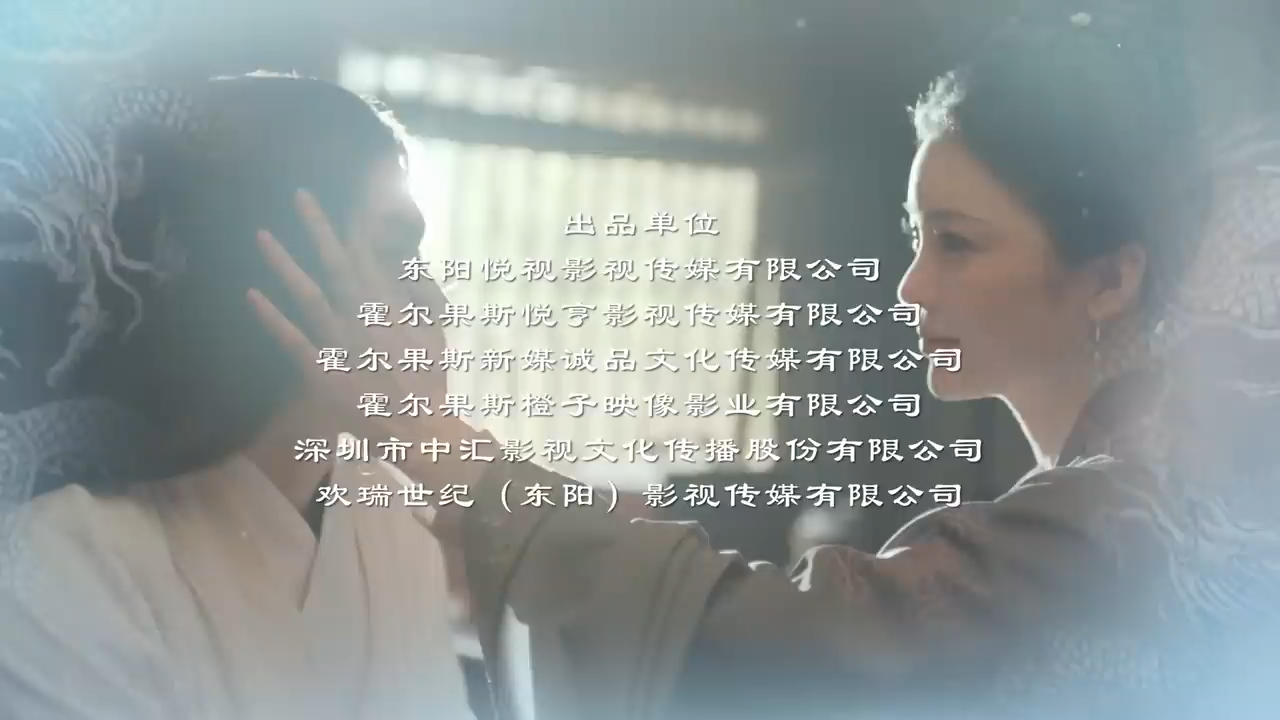 出品单位
东阳悦视影视传媒有限公司
霍尔果斯悦亨影视传媒有限公司
霍尔果斯新媒诚品文化传媒有限公司
霍尔果斯橙子映像影业有限公司
深圳市中汇影视文化传播股份有限公司
欢瑞世纪（东阳）影视传媒有限公司